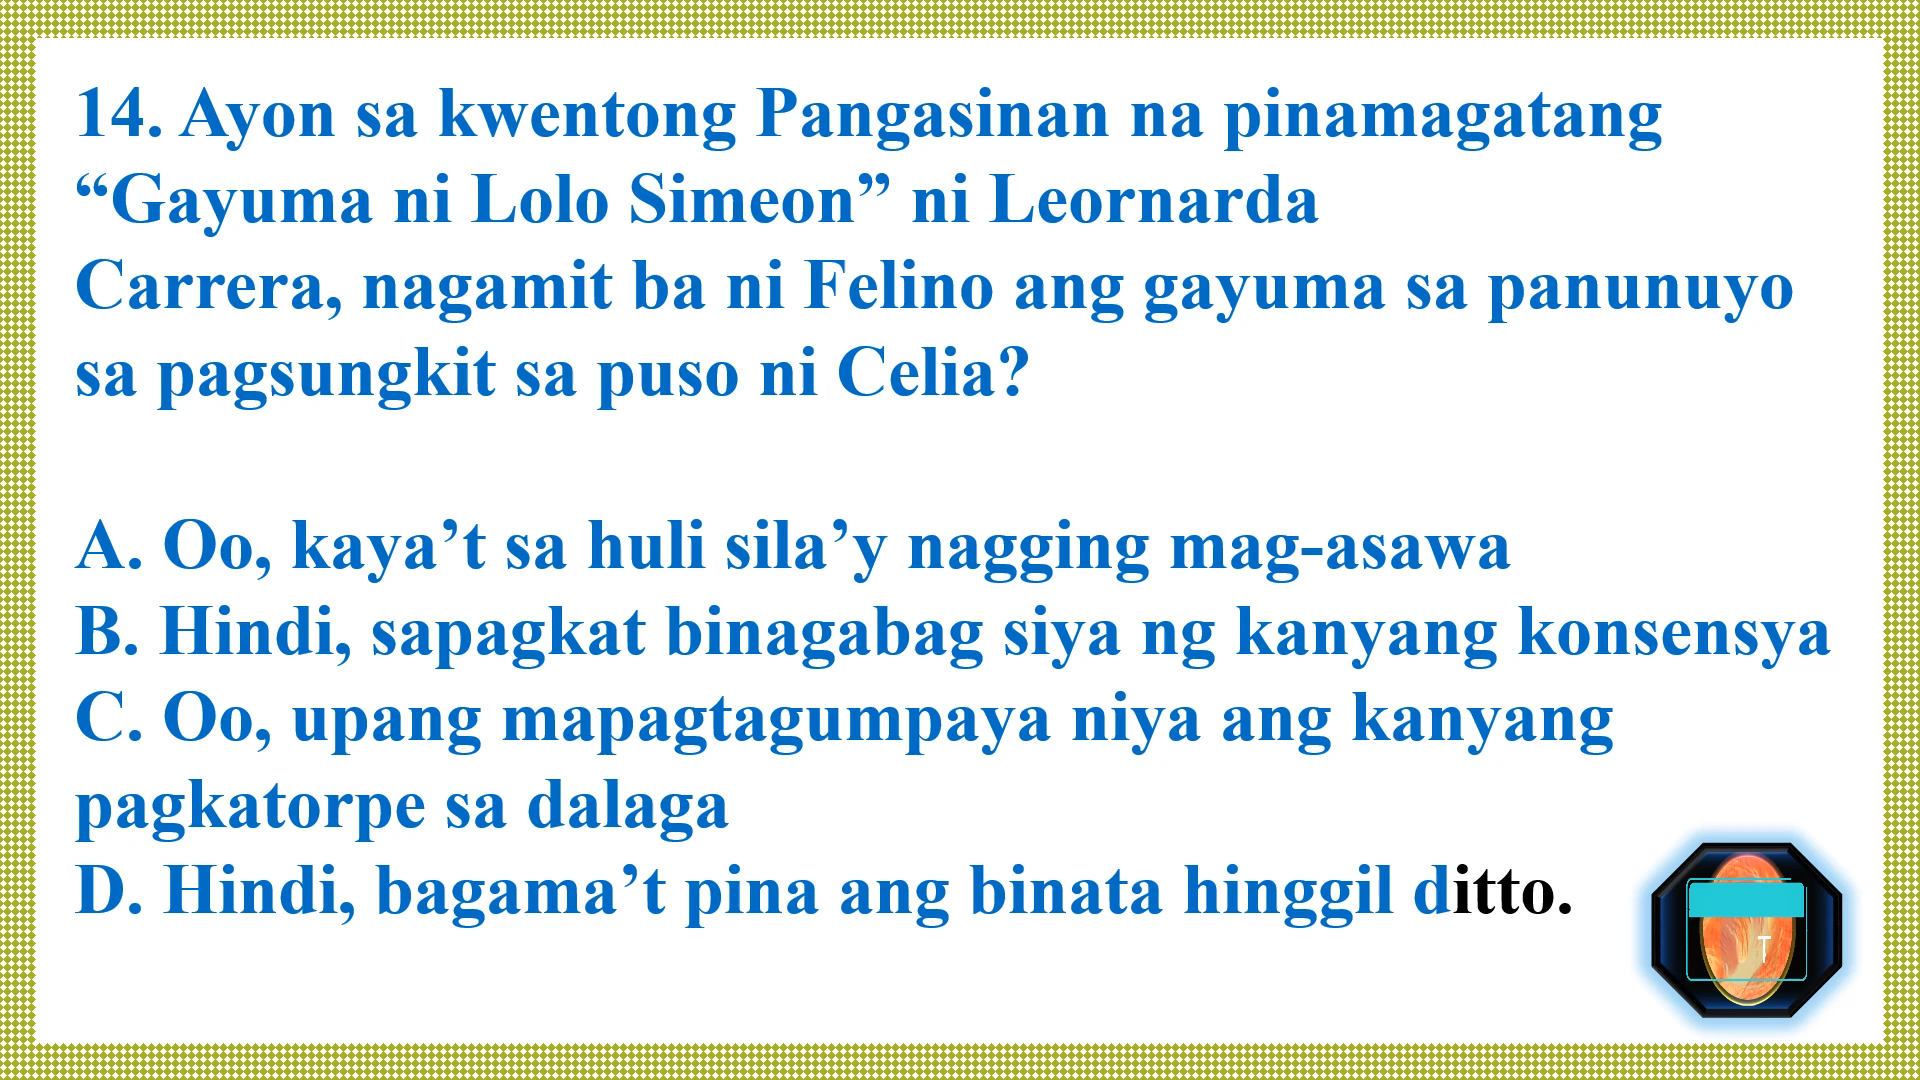 14. Ayon sa kwentong Pangasinan na pinamagatang
“Gayuma ni Lolo Simeon” ni Leornarda
Carrera, nagamit ba ni Felino ang gayuma sa panunuyo
sa pagsungkit sa puso ni Celia?
A. Oo, kaya’t sa huli sila’y nagging mag-asawa
B. Hindi, sapagkat binagabag siya ng kanyang konsensya
C. Oo, upang mapagtagumpaya niya ang kanyang
pagkatorpe sa dalaga
D. Hindi, bagama’t pina ang binata hinggil ditto.
T